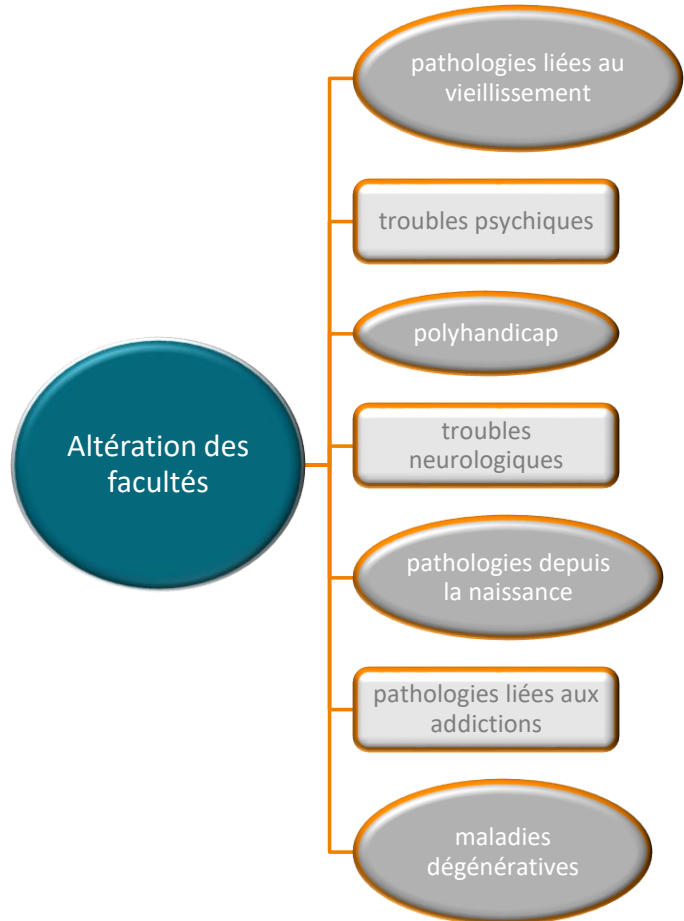 pathologies liées au
vieillissement
troubles psychiques
polyhandicap
Altération des
facultés
troubles
neurologiques
pathologies depuis
la naissance
pathologies liées aux
addictions
maladies
dégénératives